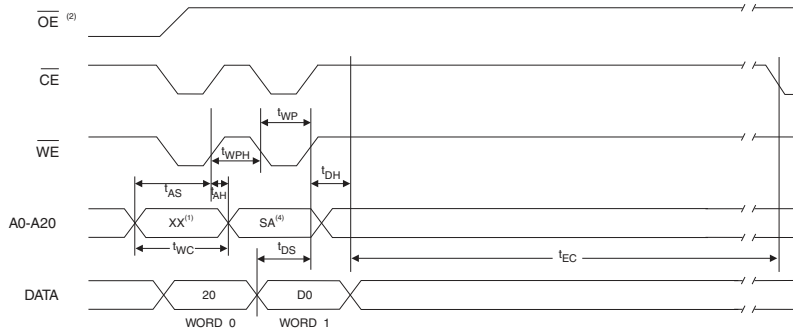 OE (2)
CE
tWP
WE
tWPH
tDH
tAS
tAH
A0-A20
XX(1)
SA(4)
tWC
tDS
tEC
DATA
20
D0
WORD 0
WORD 1